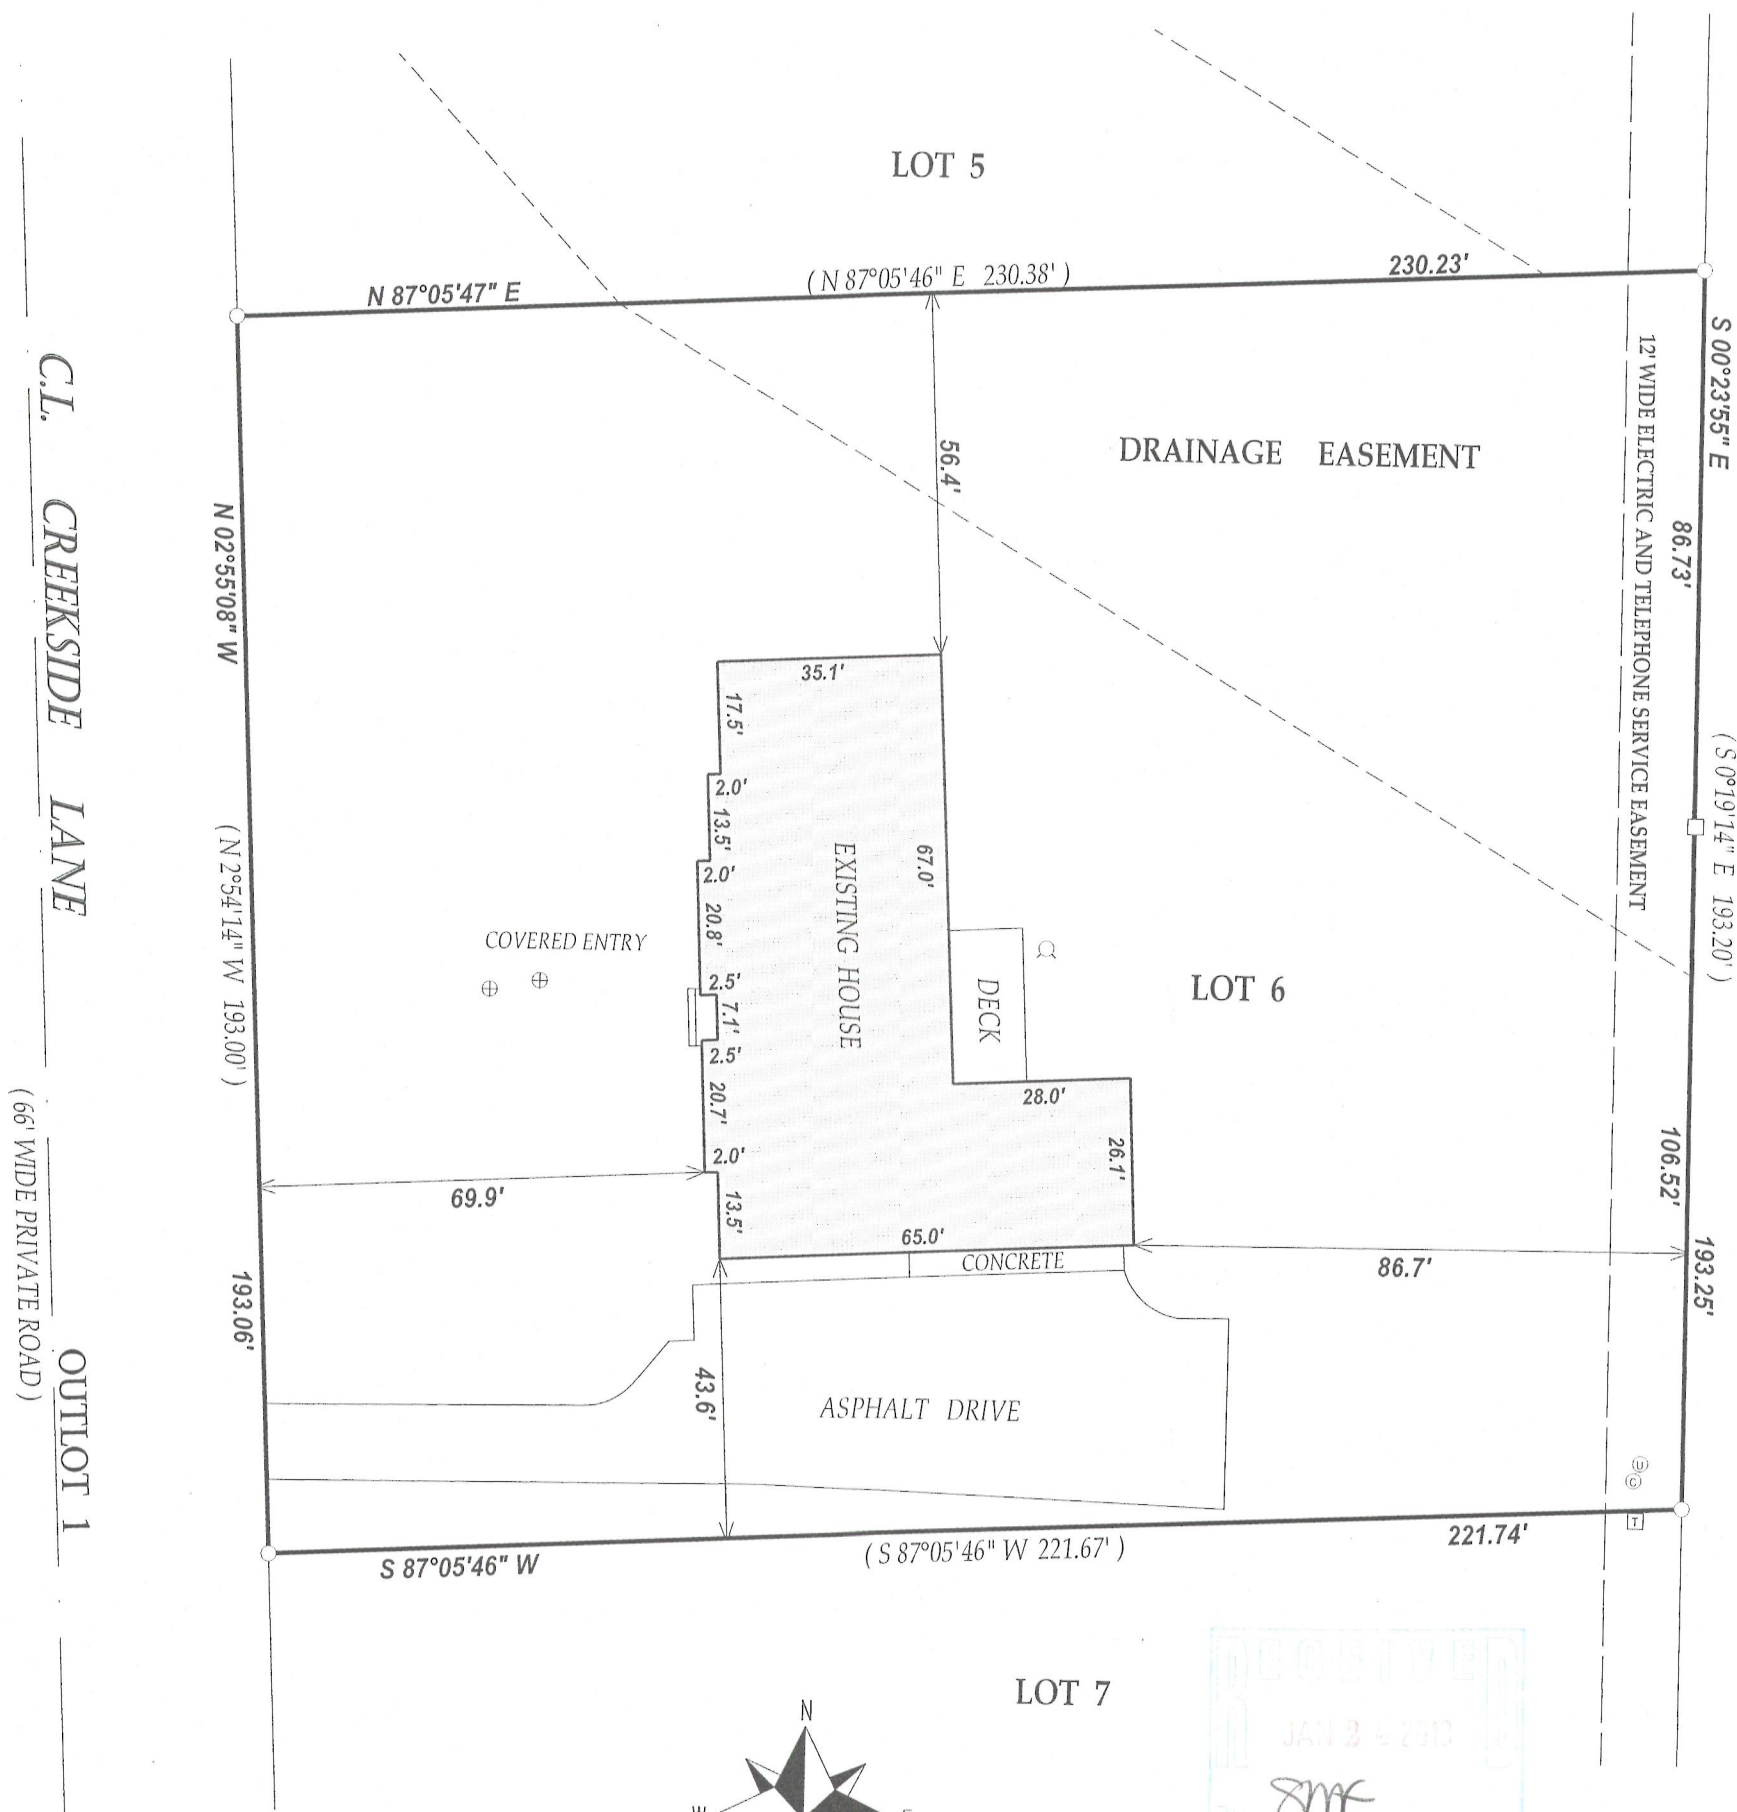 LOT 5
( N 87°05'46" E 230.38' )
230.23'
N 87°05'47" E
S 00°23'55" E
12' WIDE ELECTRIC AND TELEPHONE SERVICE EASEMENT
86.73'
( S 0°19'14" E 193.20' )
DRAINAGE EASEMENT
56.4'
C.L. CREEKSIDE LANE
N 02°55'08" W
( N 2°54'14" W 193.00' )
35.1'
17.5'
2.0'
13.5'
2.0'
20.8'
2.5'
7.1'
2.5'
20.7'
2.0'
13.5'
67.0'
EXISTING HOUSE
COVERED ENTRY
DECK
LOT 6
28.0'
26.1'
106.52'
69.9'
65.0'
CONCRETE
86.7'
193.25'
( 66' WIDE PRIVATE ROAD )
193.06'
OUTLOT 1
43.6'
ASPHALT DRIVE
U
C
T
S 87°05'46" W
( S 87°05'46" W 221.67' )
221.74'
LOT 7
RECEIVED
JAN 2
N
W